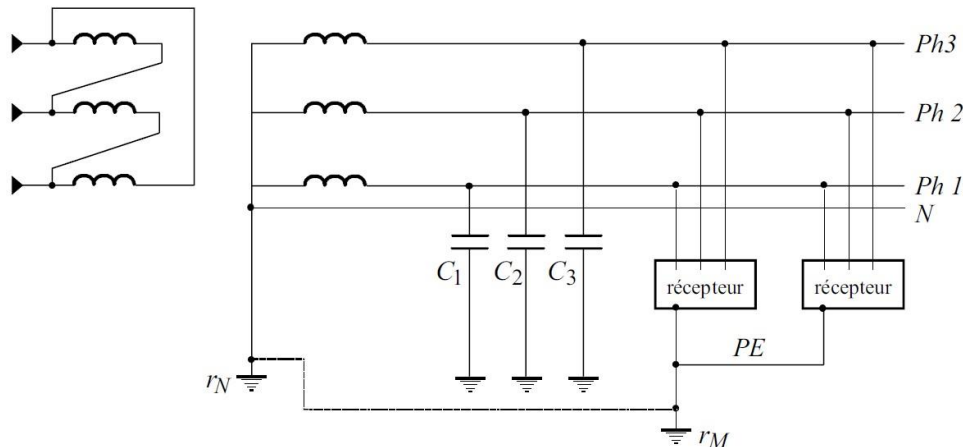 Ph3
Ph 2
Ph 1
N
C1 C2 C3
récepteur récepteur
PE
rN
rM